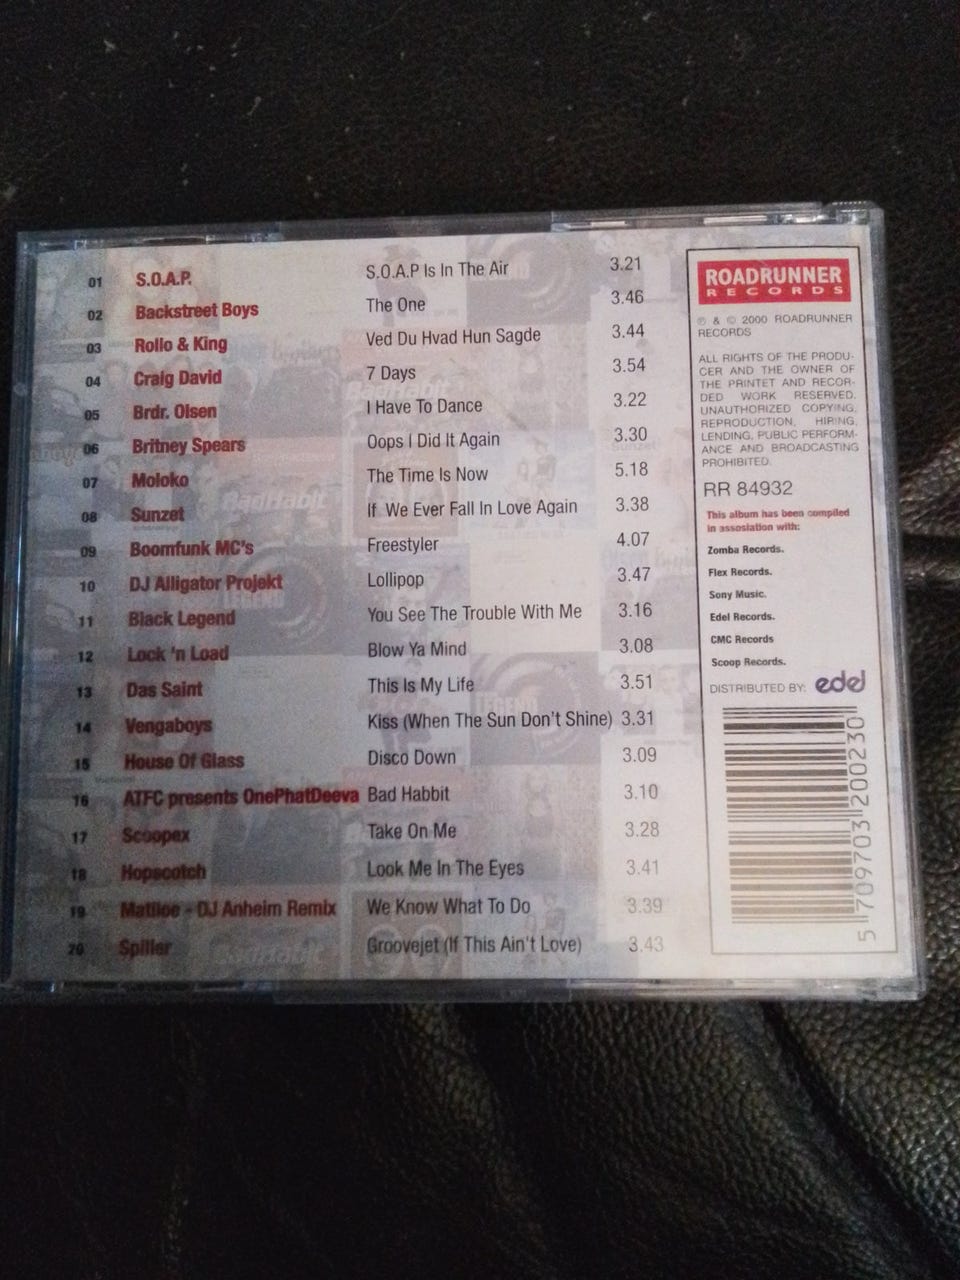 01 S.O.A.P. S.O.A.P Is In The Air 3.21
02 Backstreet Boys The One 3.46
03 Rollo & King Ved Du Hvad Hun Sagde 3.44
04 Craig David 7 Days 3.54
05 Brdr. Olsen I Have To Dance 3.22
06 Britney Spears Oops I Did It Again 3.30
07 Moloko The Time Is Now 5.18
08 Sunzet If We Ever Fall In Love Again 3.38
09 Boomfunk MC's Freestyler 4.07
10 DJ Alligator Projekt Lollipop 3.47
11 Black Legend You See The Trouble With Me 3.16
12 Lock 'n Load Blow Ya Mind 3.08
13 Das Saint This Is My Life 3.51
14 Vengaboys Kiss (When The Sun Don't Shine) 3.31
15 House Of Glass Disco Down 3.09
16 ATFC presents OnePhatDeeva Bad Habbit 3.10
17 Scoopex Take On Me 3.28
18 Hopscotch Look Me In The Eyes 3.41
19 - DJ Anheim Remix We Know What To Do 3.39
20 Spiller Groovejet (If This Ain't Love) 3.43
ROADRUNNER
RECORDS
℗ & © 2000 ROADRUNNER
RECORDS
ALL RIGHTS OF THE PRODU-
CER AND THE OWNER OF
THE PRINTET AND RECOR-
DED WORK RESERVED.
UNAUTHORIZED COPYING,
REPRODUCTION, HIRING,
LENDING, PUBLIC PERFORM-
ANCE AND BROADCASTING
PROHIBITED.
RR 84932
This album has been compiled
in assosiation with:
Zomba Records.
Flex Records.
Sony Music.
Edel Records.
CMC Records
Scoop Records.
DISTRIBUTED BY: edel
5 709703 200230